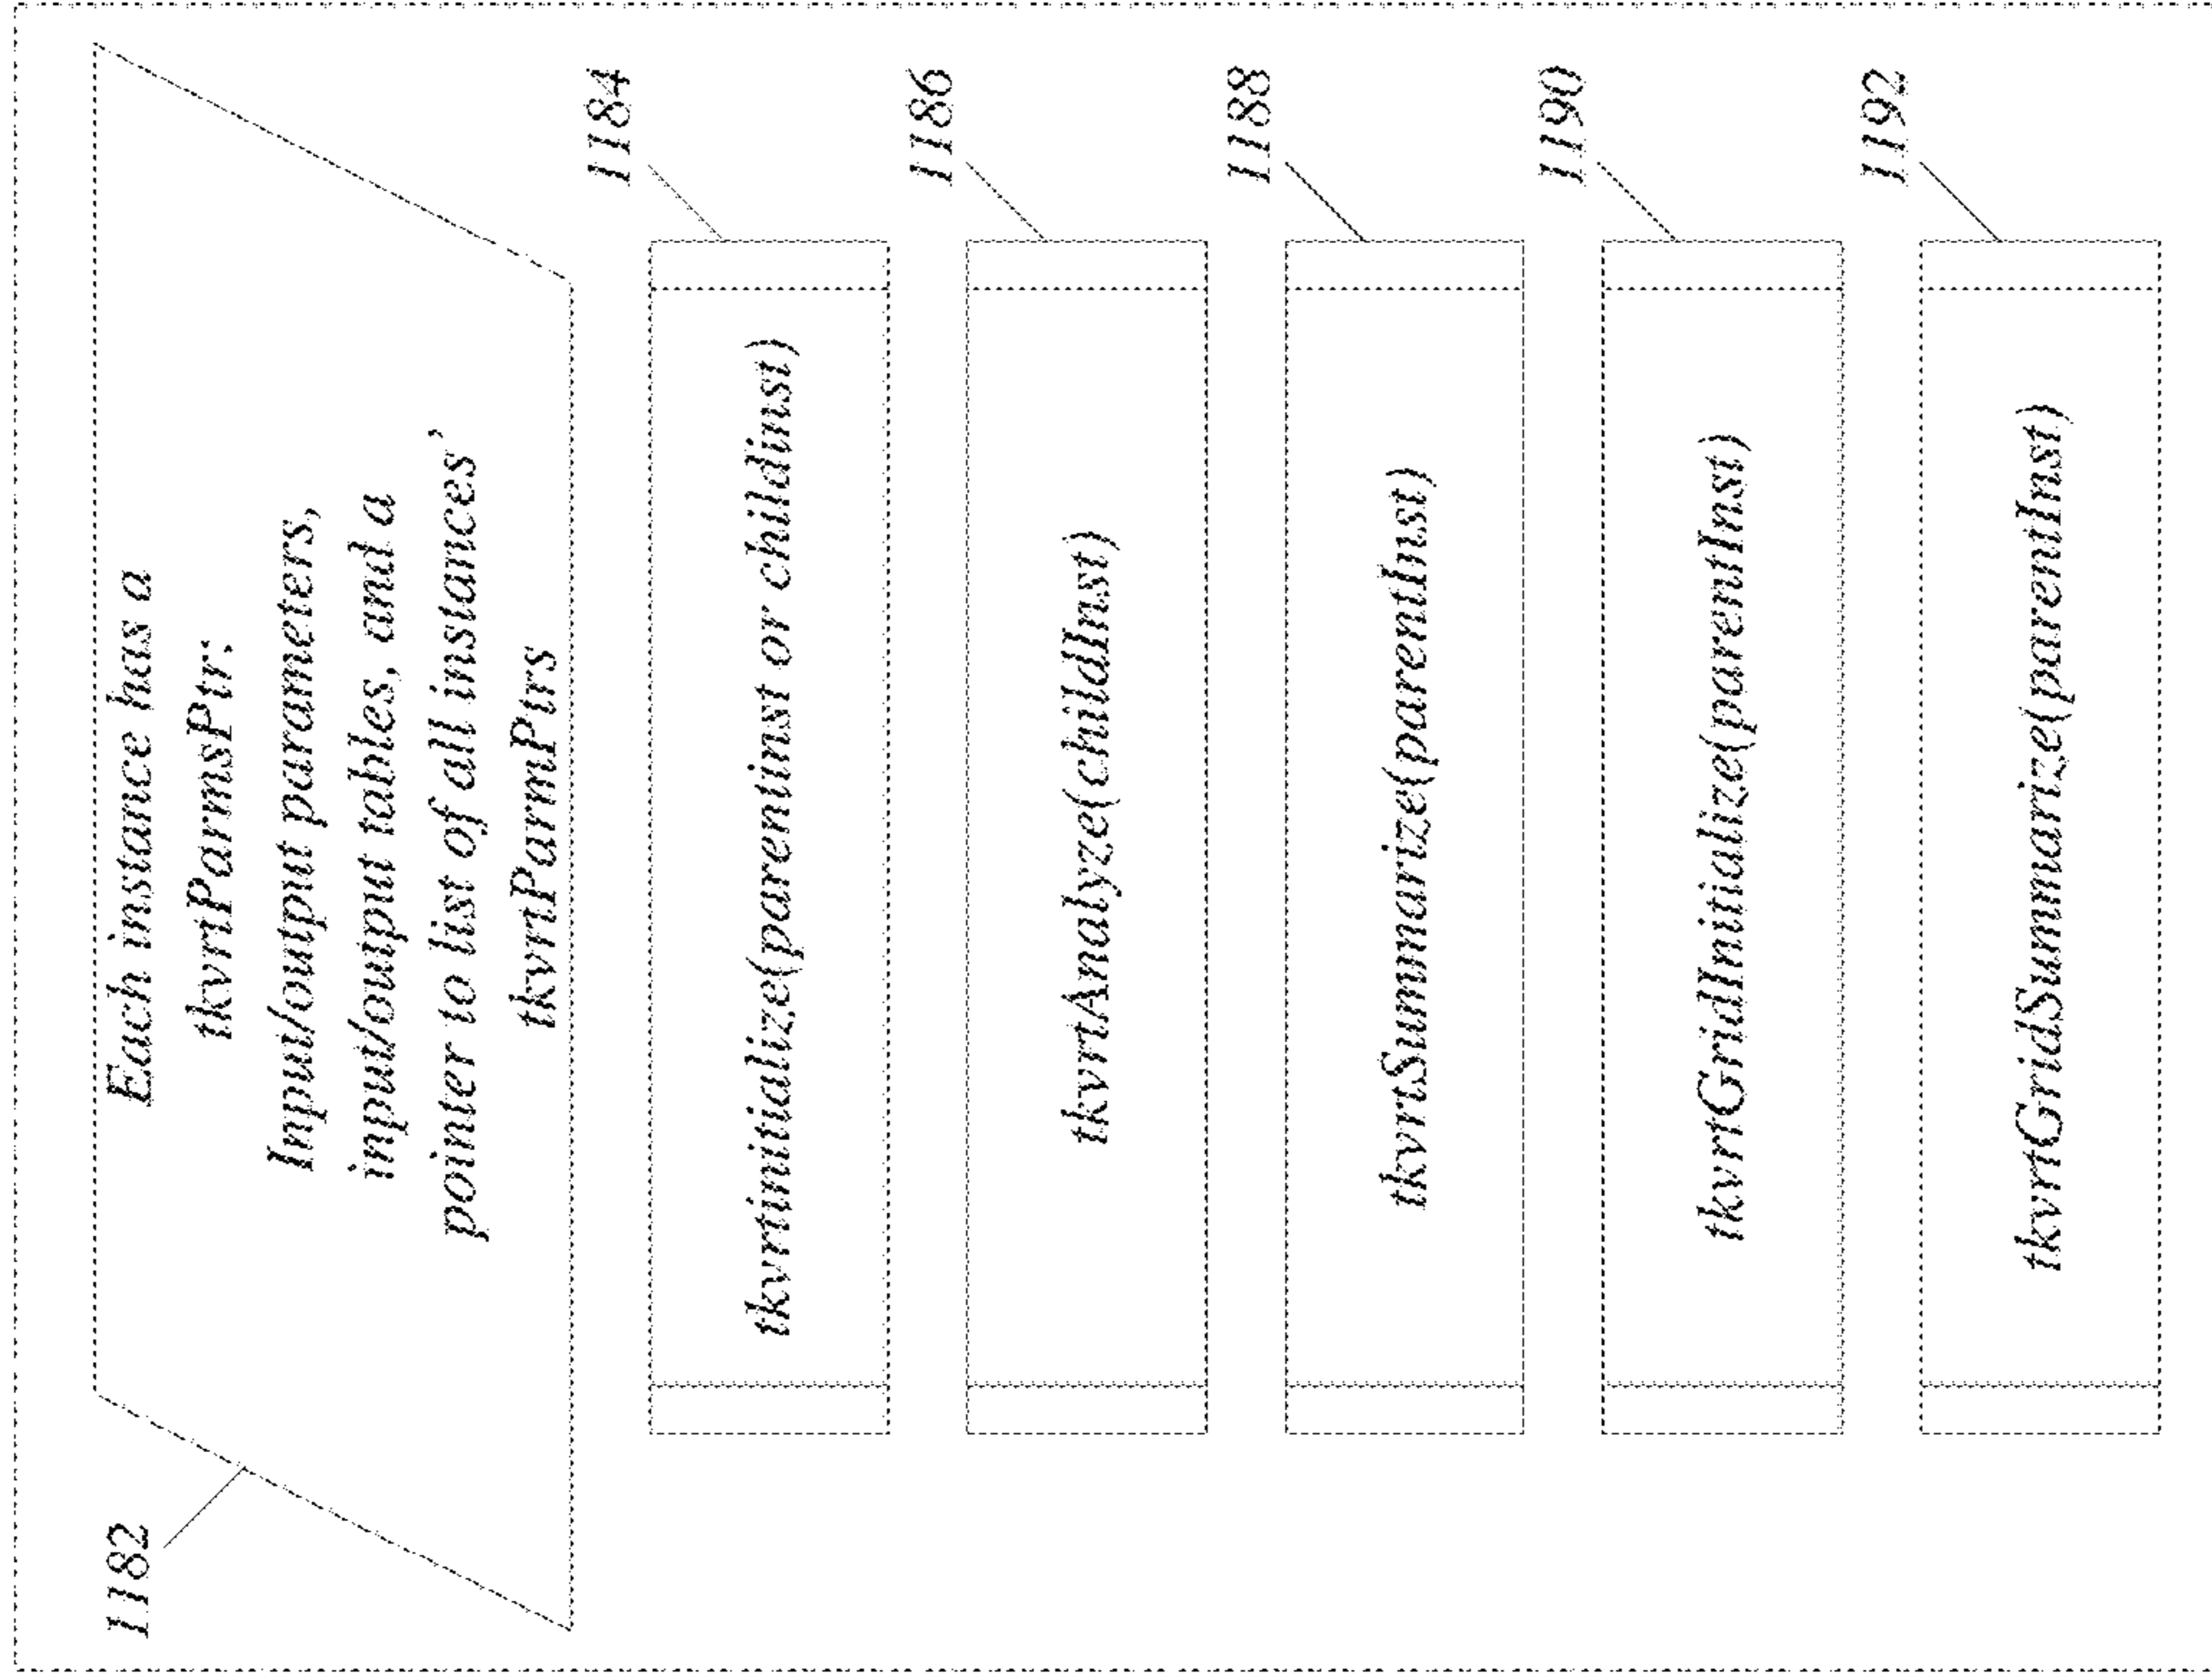 1182
Each instance has a
tkvrtParmsPtr:
Input/output parameters,
input/output tables, and a
pointer to list of all instances’
tkvrtParmPtrs
1184
tkvrtinitialize(parentinst or childinst)
1186
tkvrtAnalyze(childInst)
1188
tkvrtSummarize(parentInst)
1190
tkvrtGridInitialize(parentInst)
1192
tkvrtGridSummarize(parentInst)